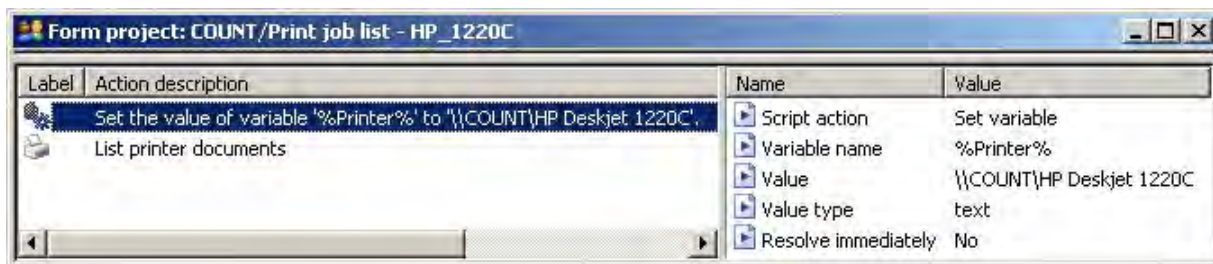 Form project: COUNT/Print job list - HP_1220C
Label Action description
Set the value of variable '%Printer%' to '\\COUNT\HP Deskjet 1220C'.
List printer documents
Name Value
Script action Set variable
Variable name %Printer%
Value \\COUNT\HP Deskjet 1220C
Value type text
Resolve immediately No